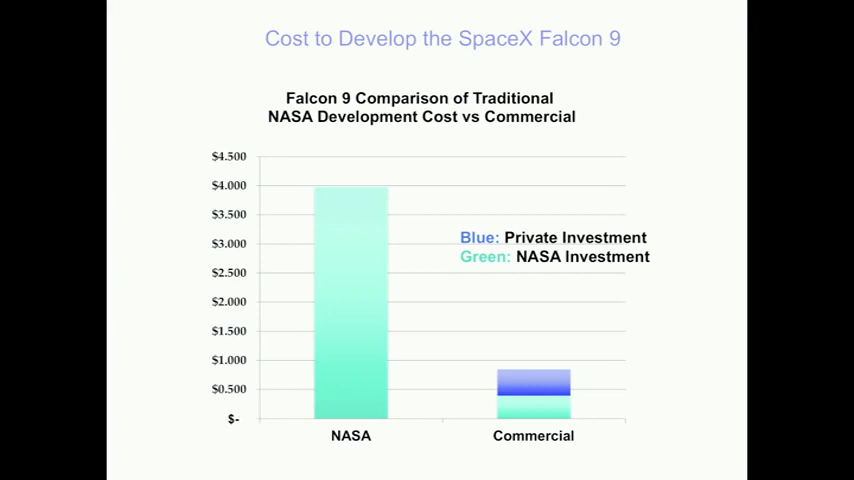 Cost to Develop the SpaceX Falcon 9
Falcon 9 Comparison of Traditional
NASA Development Cost vs Commercial
$4.500
$4.000
$3.500
$3.000
$2.500
$2.000
$1.500
$1.000
$0.500
$-
Blue: Private Investment
Green: NASA Investment
NASA
Commercial